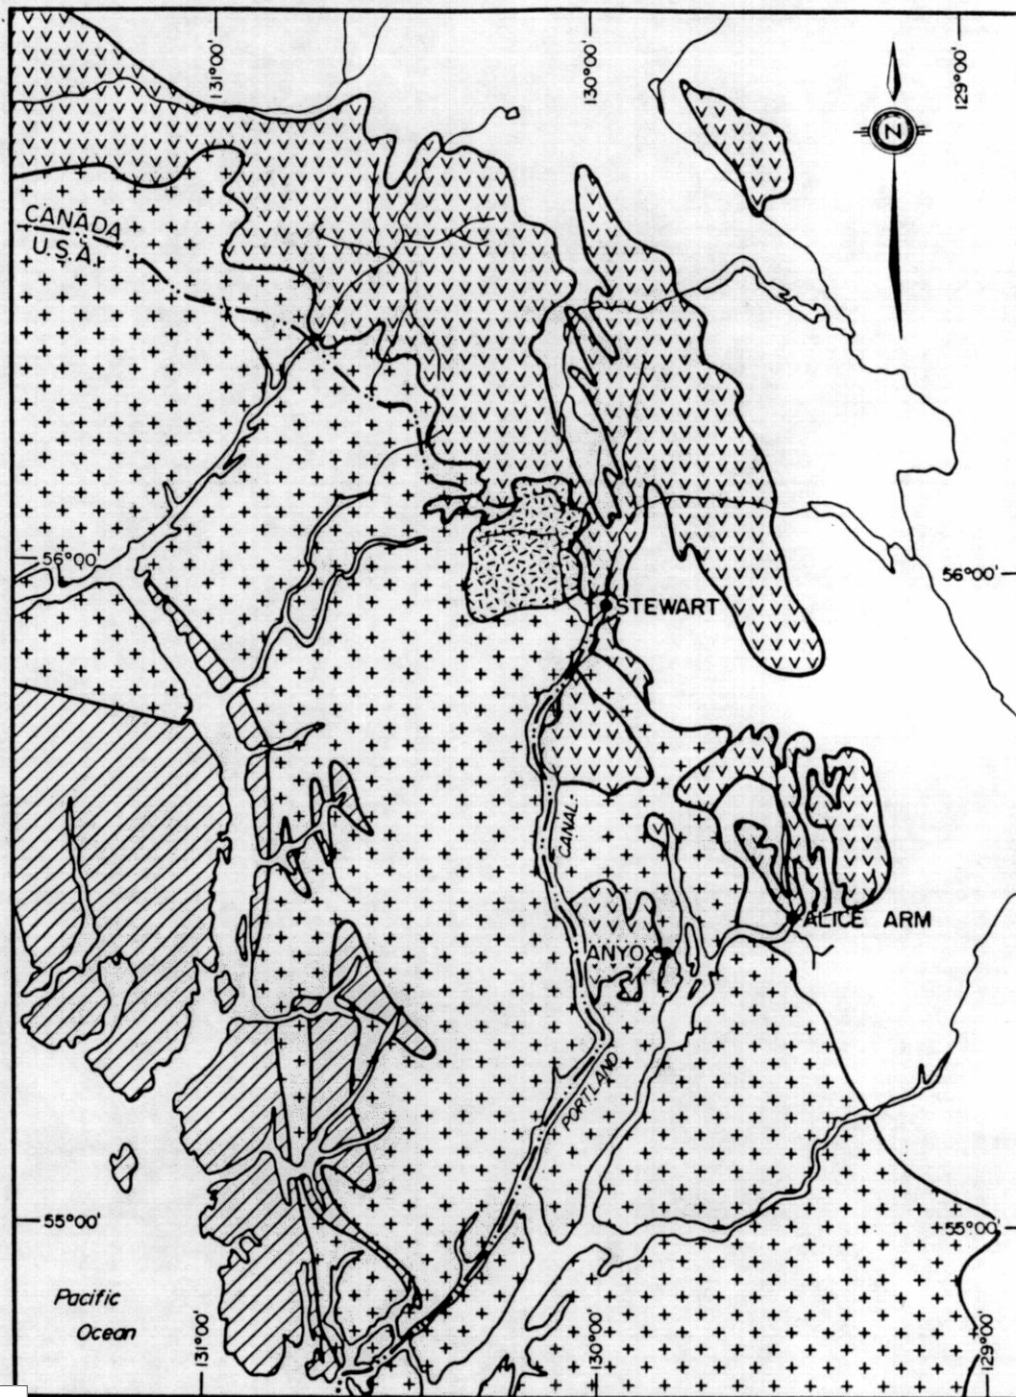 131°00'
130°00'
129°00'
N
CANADA
U.S.A.
56°00'
56°00'
STEWART
CANAL
ALICE ARM
ANYOX
PORTLAND
55°00'
55°00'
Pacific
Ocean
131°00'
130°00'
129°00'